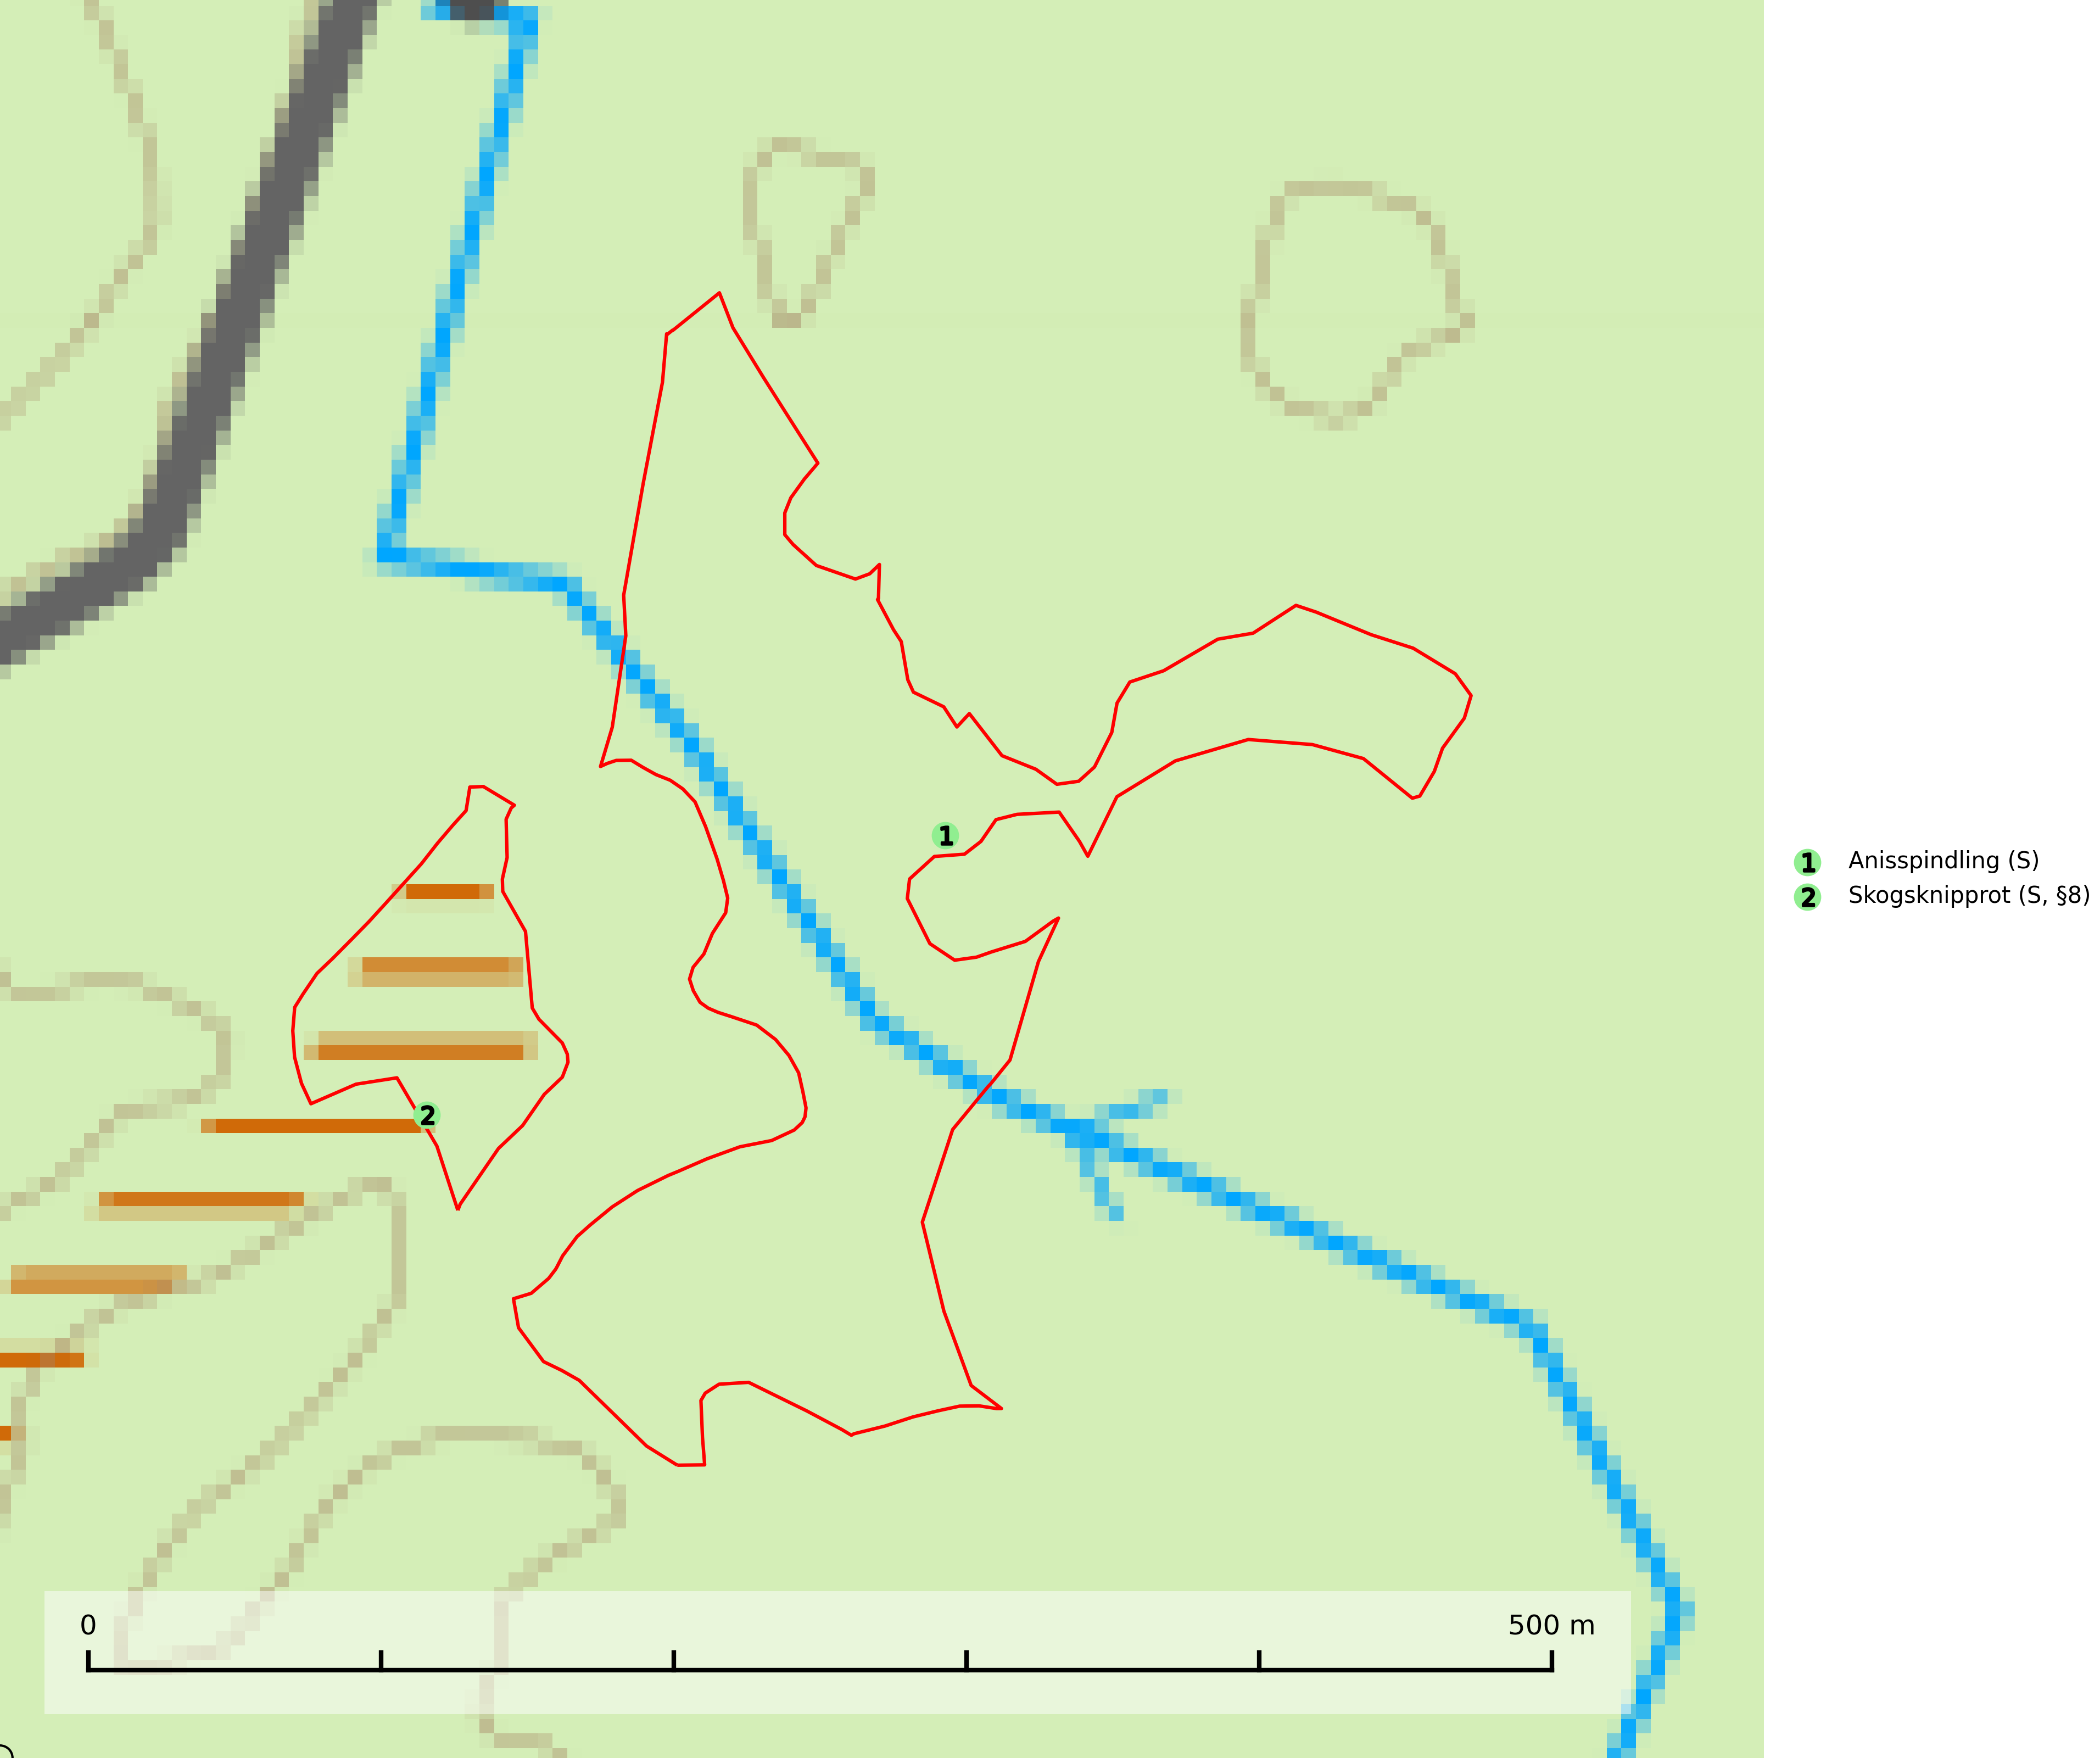 1
2
1 Anisspindling (S)
2 Skogsknipprot (S, §8)
0 500 m